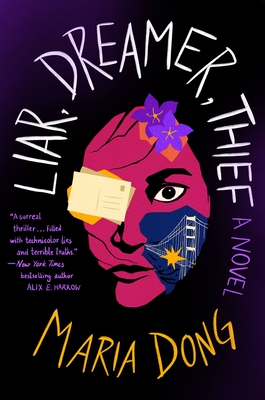 LIAR, DREAMER, THIEF
A NOVEL
"A surreal
thriller... filled
with technicolor lies
and terrible truths."
—New York Times
bestselling author
ALIX E. HARROW
MARIA DONG